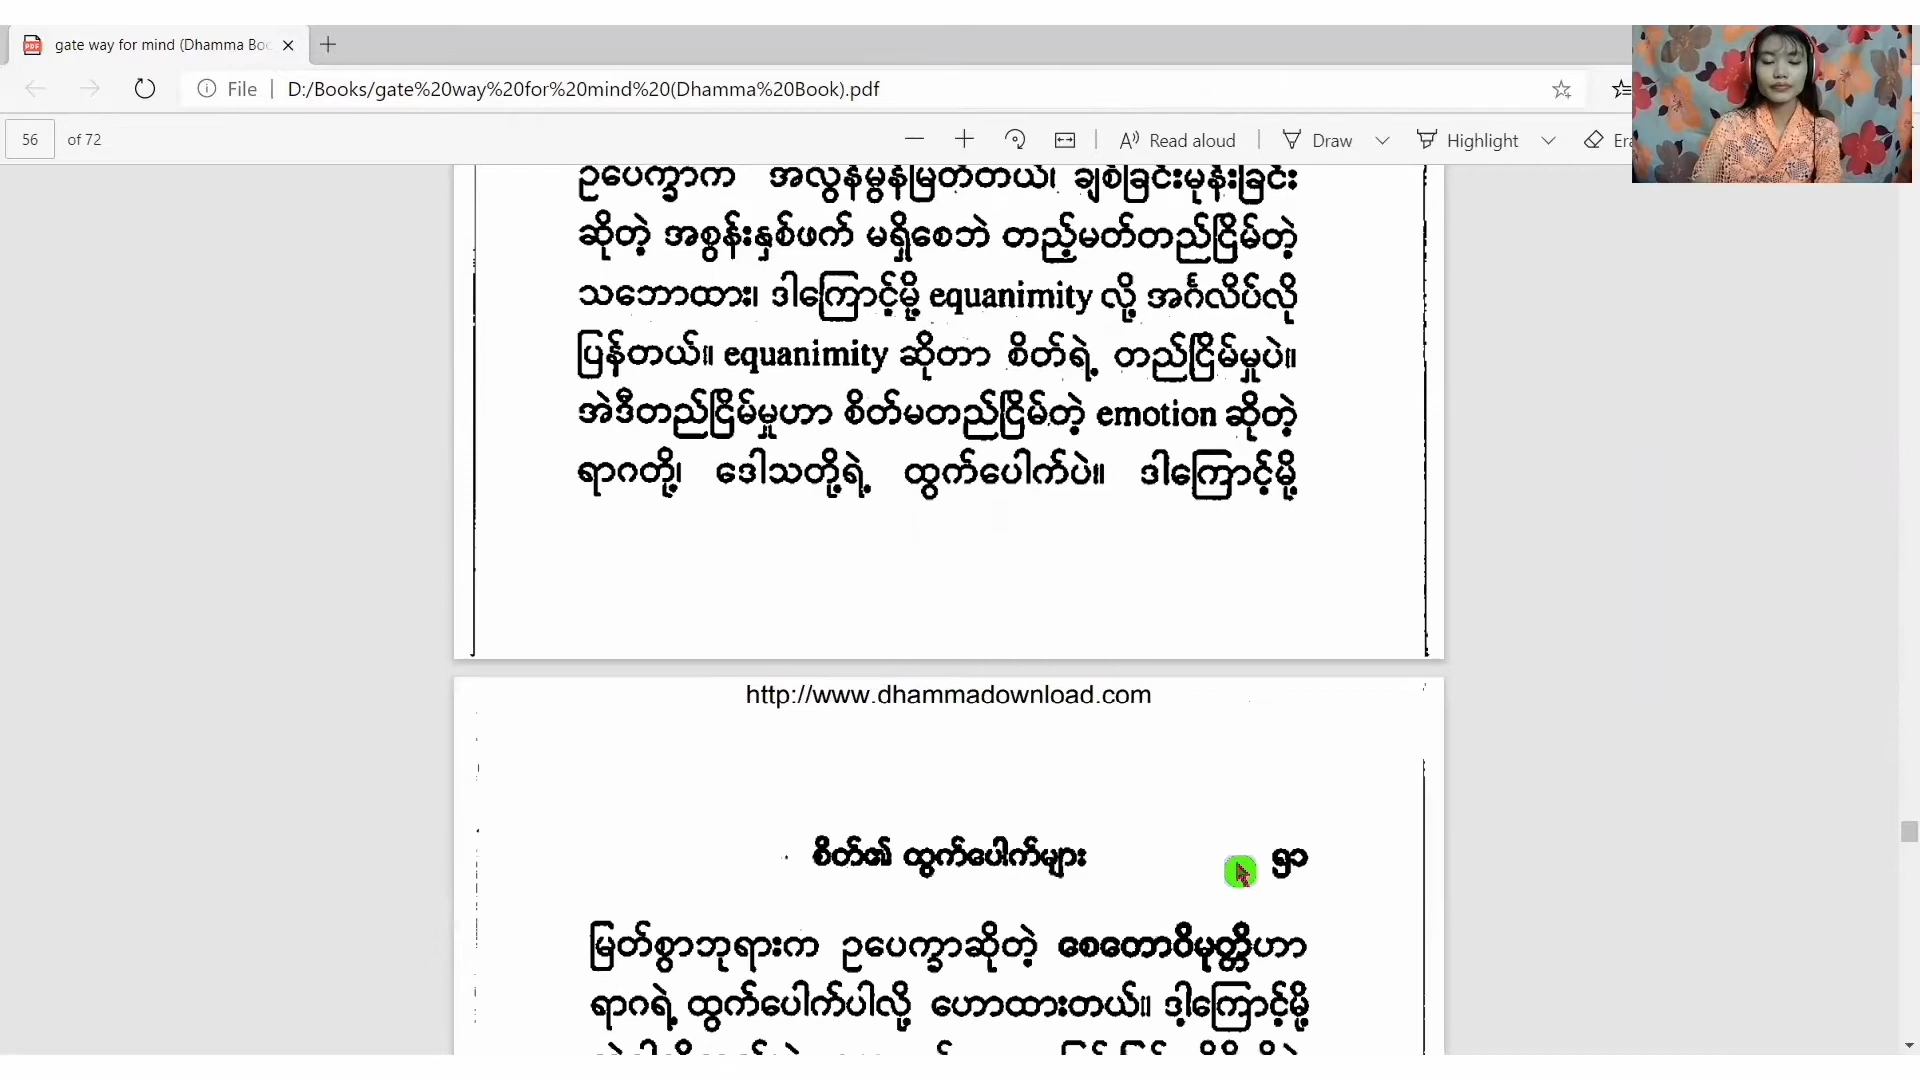 gate way for mind (Dhamma Boo
File
D:/Books/gate%20way%20for%20mind%20(Dhamma%20Book).pdf
56 of 72
Read aloud
Draw
Highlight
Era
ဥပေက္ခာက အလွန်မွန်မြတ်တယ်၊ ချစ်ခြင်းမုန်းခြင်း
ဆိုတဲ့ အစွန်းနှစ်ဖက် မရှိစေဘဲ တည့်မတ်တည်ငြိမ်တဲ့
သဘောထား၊ ဒါကြောင့်မို့ equanimity လို့ အင်္ဂလိပ်လို
ပြန်တယ်။ equanimity ဆိုတာ စိတ်ရဲ့ တည်ငြိမ်မှုပဲ။
အဲဒီတည်ငြိမ်မှုဟာ စိတ်မတည်ငြိမ်တဲ့ emotion ဆိုတဲ့
ရာဂတို့၊ ဒေါသတို့ရဲ့ ထွက်ပေါက်ပဲ။ ဒါကြောင့်မို့
http://www.dhammadownload.com
စိတ်၏ ထွက်ပေါက်များ ၅၁
မြတ်စွာဘုရားက ဥပေက္ခာဆိုတဲ့ စေတောဝိမုတ္တိဟာ
ရာဂရဲ့ ထွက်ပေါက်ပါလို့ ဟောထားတယ်။ ဒါ့ကြောင့်မို့